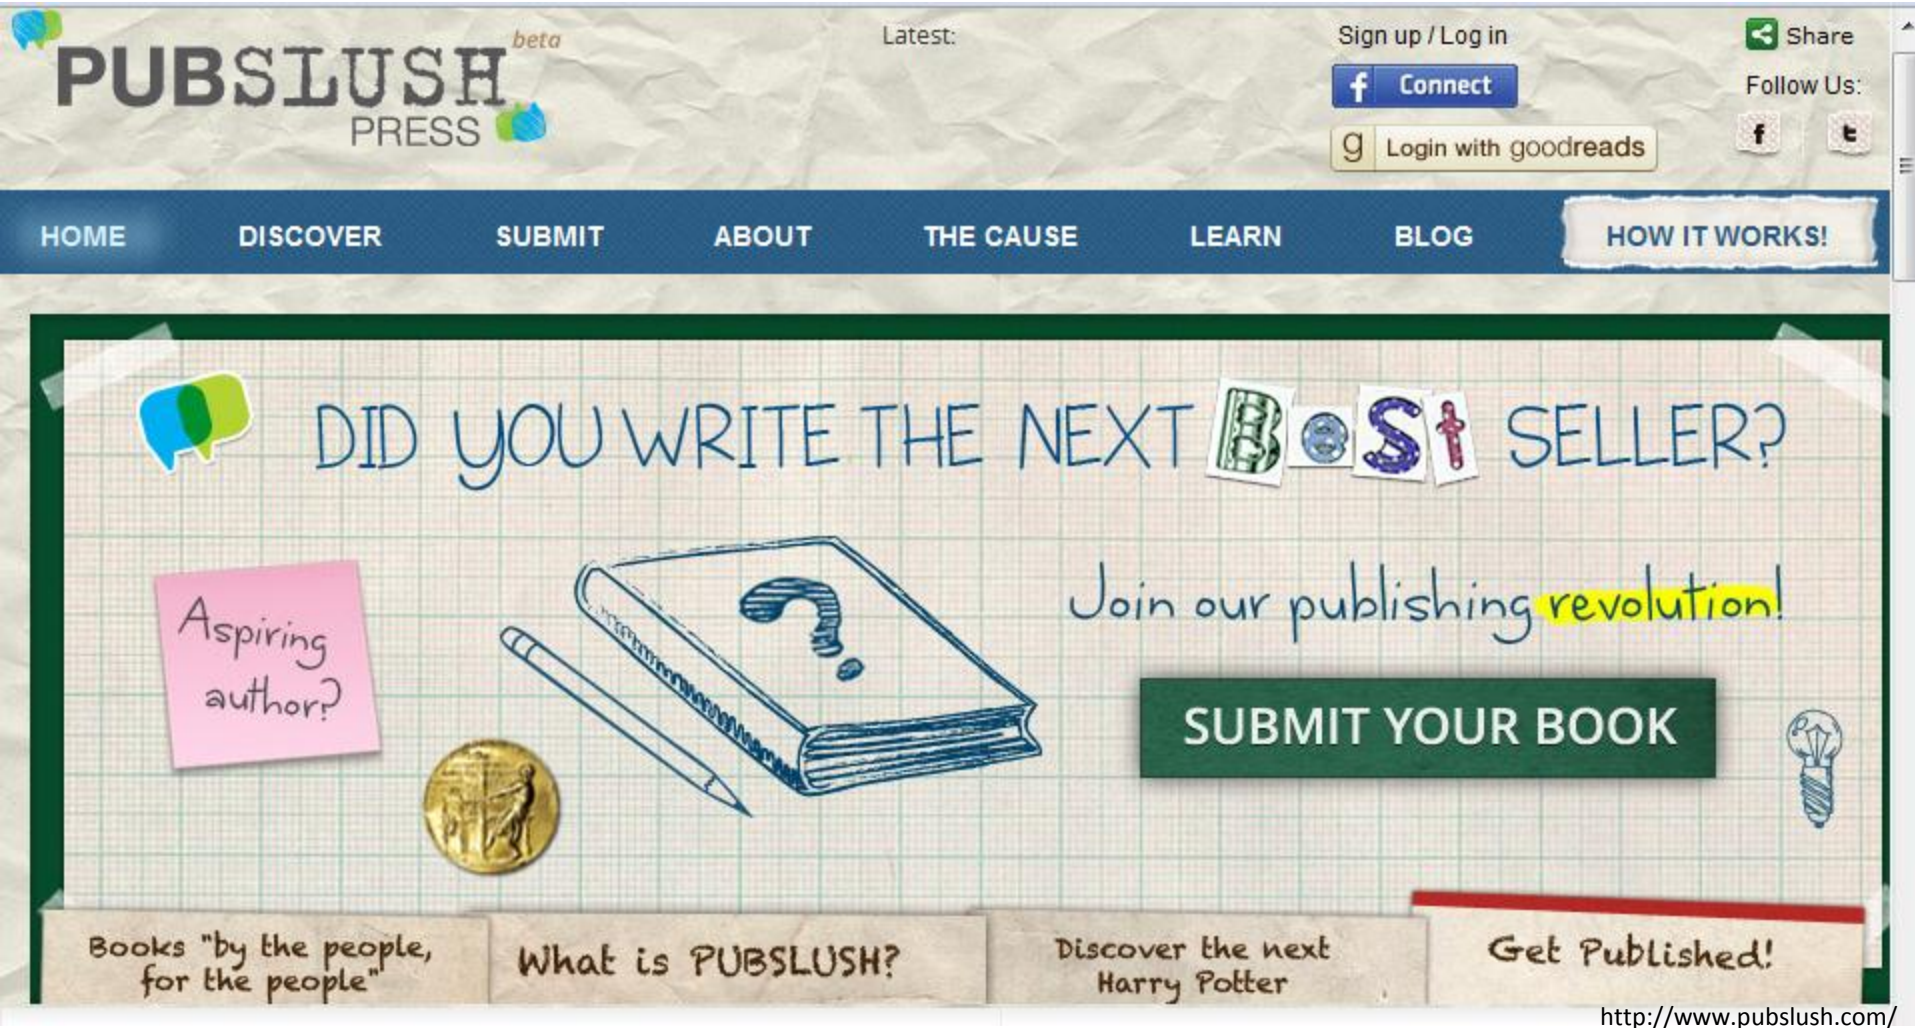 PUBSLUSH beta
PRESS
Latest:
Sign up / Log in
f Connect
g Login with goodreads
Share
Follow Us:
f t
HOME DISCOVER SUBMIT ABOUT THE CAUSE LEARN BLOG HOW IT WORKS!
DID YOU WRITE THE NEXT BeSt SELLER?
Aspiring
author?
?
Join our publishing revolution!
SUBMIT YOUR BOOK
Books "by the people,
for the people"
What is PUBSLUSH?
Discover the next
Harry Potter
Get Published!
http://www.pubslush.com/